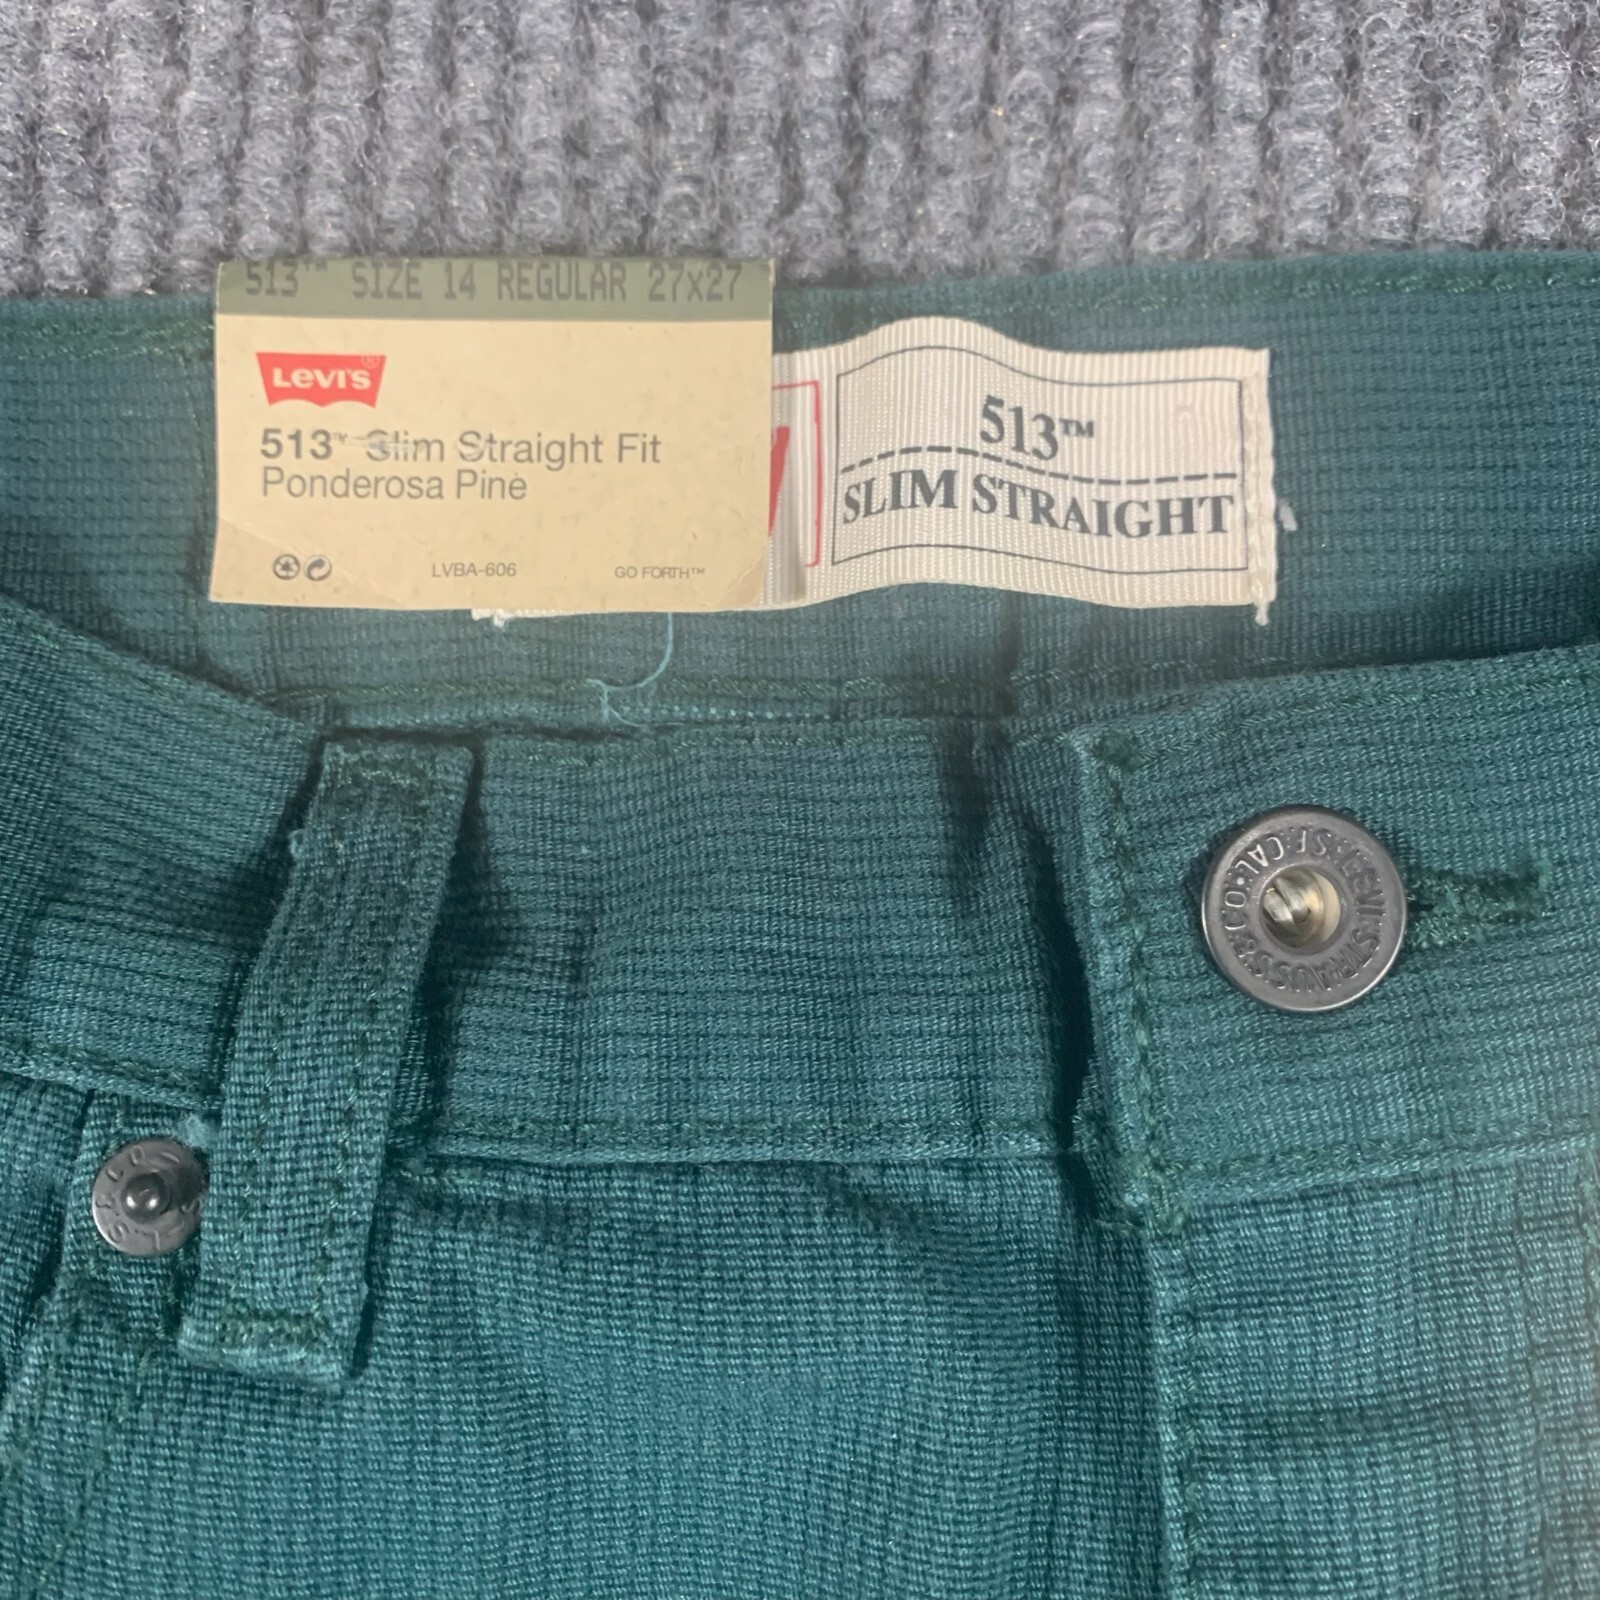 513™ SIZE 14 REGULAR 27x27
LEVI'S®
513™ Slim Straight Fit
Ponderosa Pine
LVBA-606
GO FORTH™
513™
SLIM STRAIGHT
LEVI STRAUSS & CO. S.F. CAL.